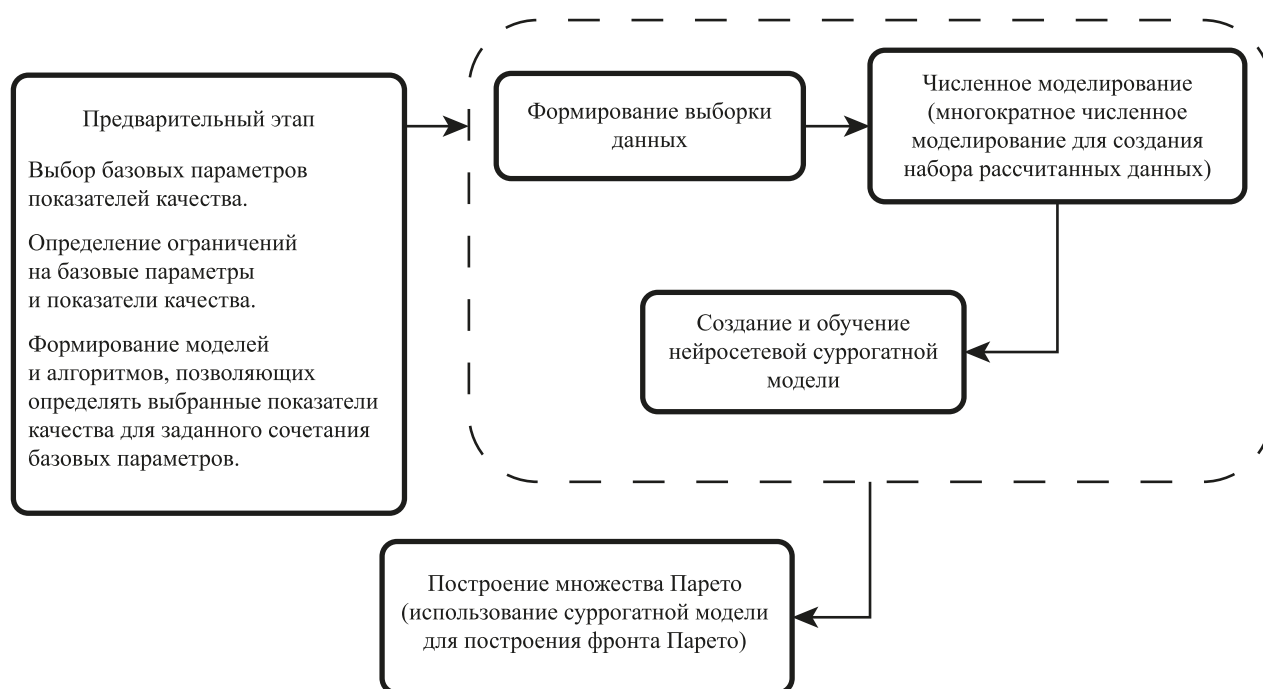 Предварительный этап
Выбор базовых параметров
показателей качества.
Определение ограничений
на базовые параметры
и показатели качества.
Формирование моделей
и алгоритмов, позволяющих
определять выбранные показатели
качества для заданного сочетания
базовых параметров.
Формирование выборки
данных
Численное моделирование
(многократное численное
моделирование для создания
набора рассчитанных данных)
Создание и обучение
нейросетевой суррогатной
модели
Построение множества Парето
(использование суррогатной модели
для построения фронта Парето)